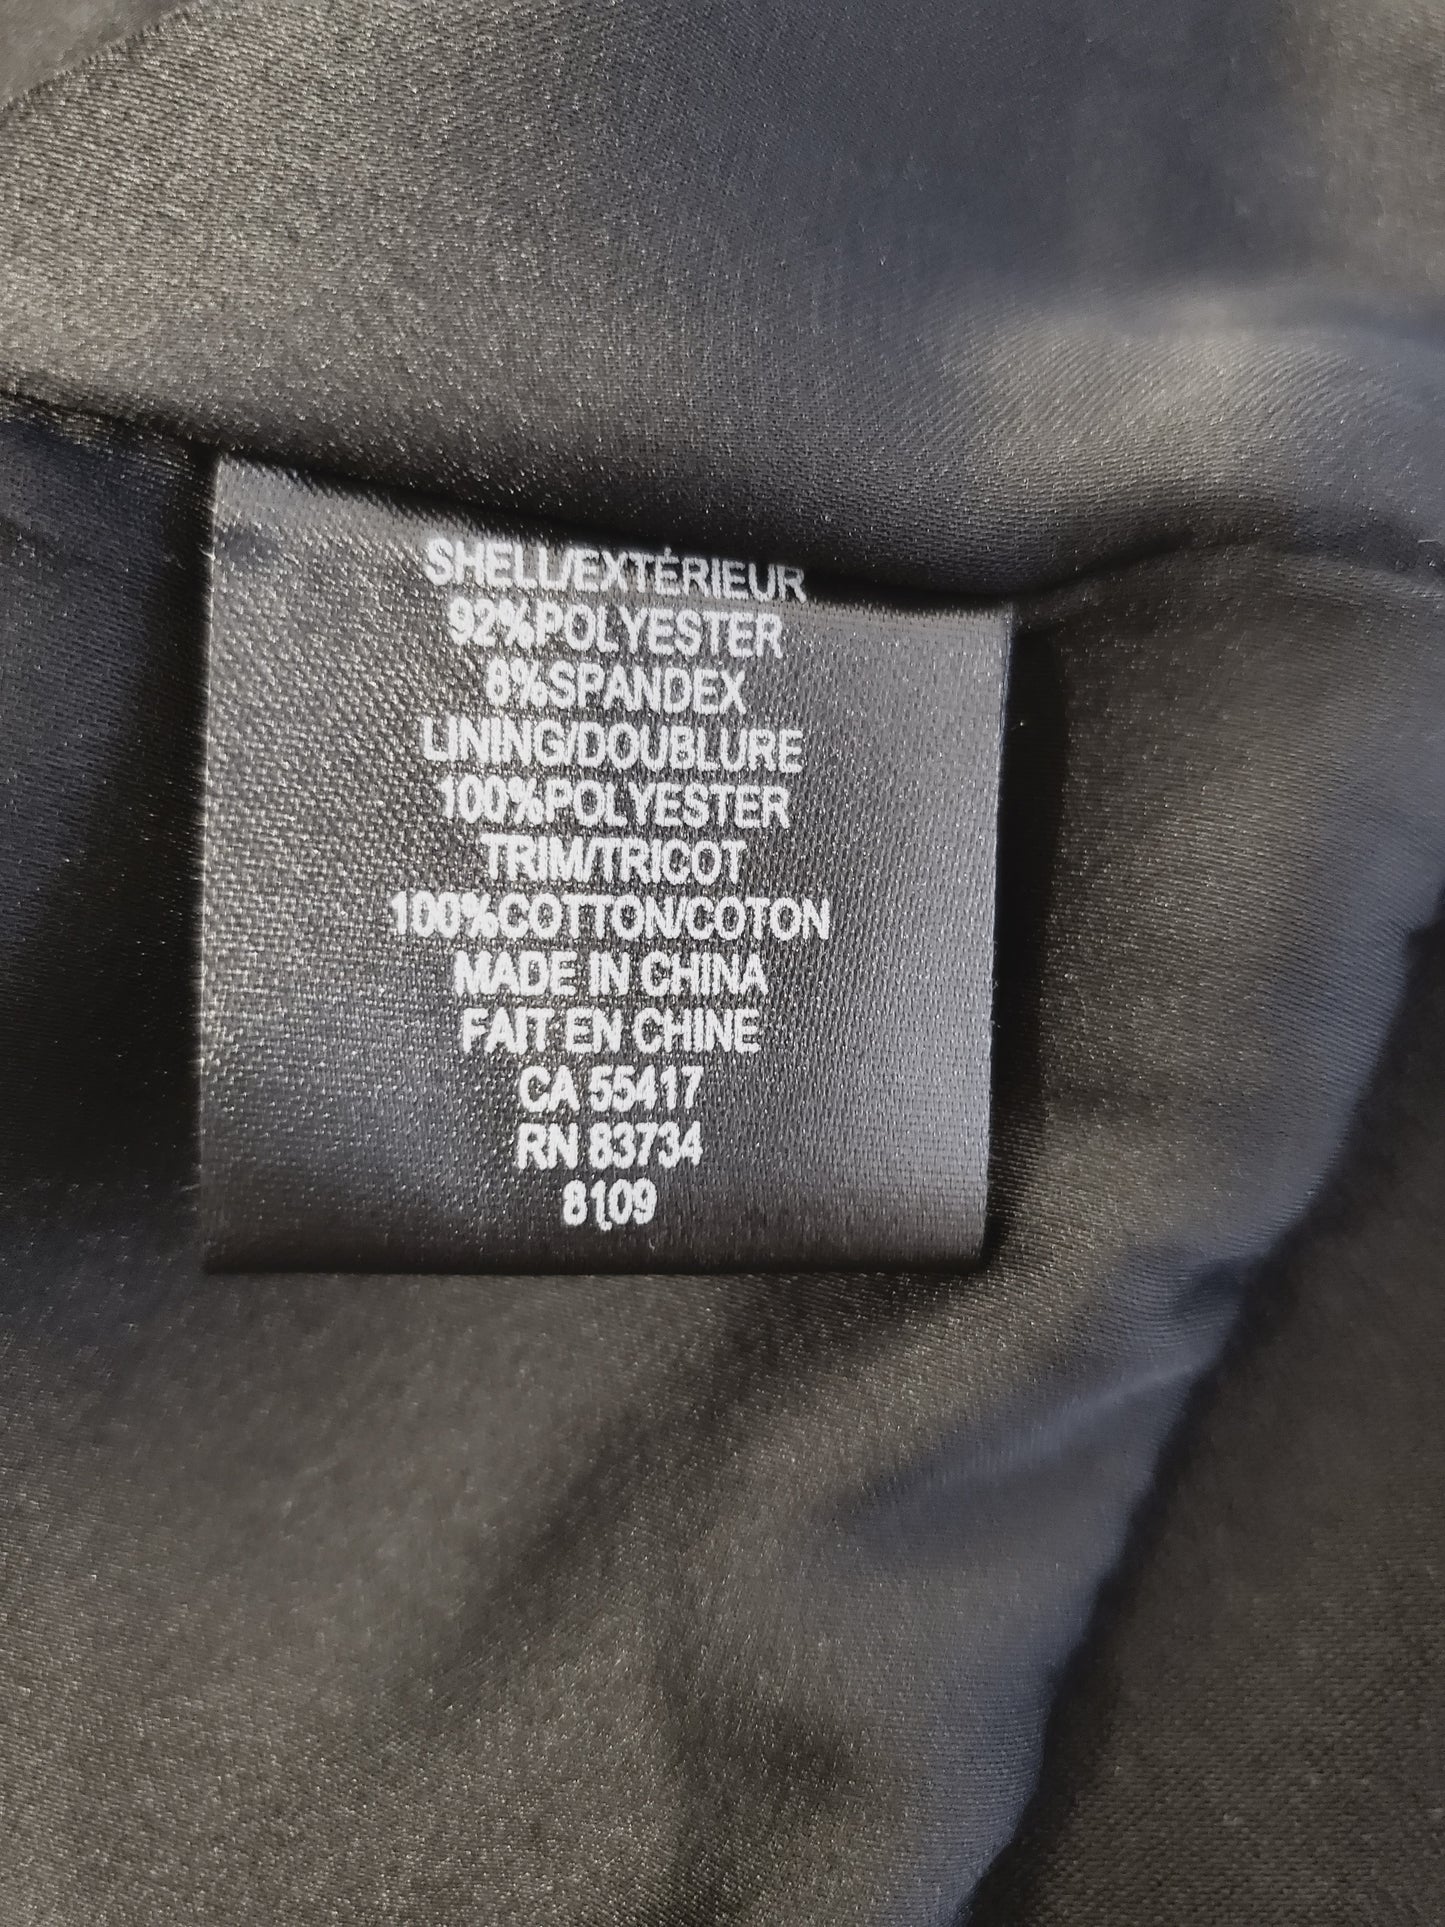 SHELL/EXTÉRIEUR
92%POLYESTER
8%SPANDEX
LINING/DOUBLURE
100%POLYESTER
TRIM/TRICOT
100%COTTON/COTON
MADE IN CHINA
FAIT EN CHINE
CA 55417
RN 83734
8109